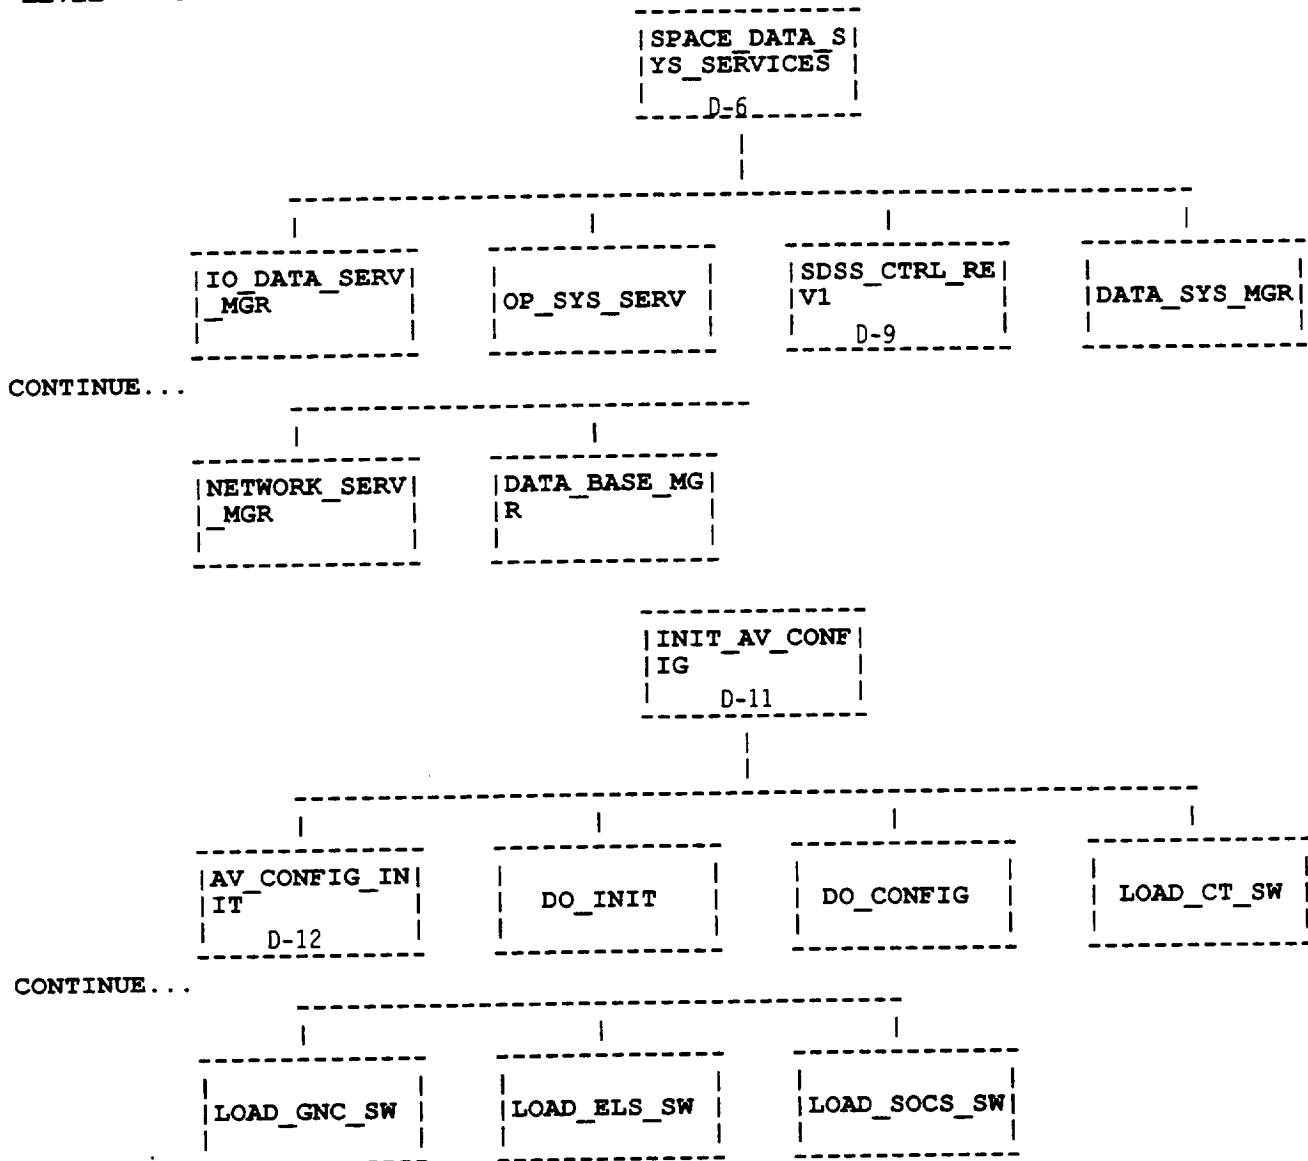 SPACE_DATA_S
YS_SERVICES
D-6
IO_DATA_SERV
_MGR
OP_SYS_SERV
SDSS_CTRL_RE
V1
D-9
DATA_SYS_MGR
CONTINUE...
NETWORK_SERV
_MGR
DATA_BASE_MG
R
INIT_AV_CONF
IG
D-11
AV_CONFIG_IN
IT
D-12
DO_INIT
DO_CONFIG
LOAD_CT_SW
CONTINUE...
LOAD_GNC_SW
LOAD_ELS_SW
LOAD_SOCS_SW